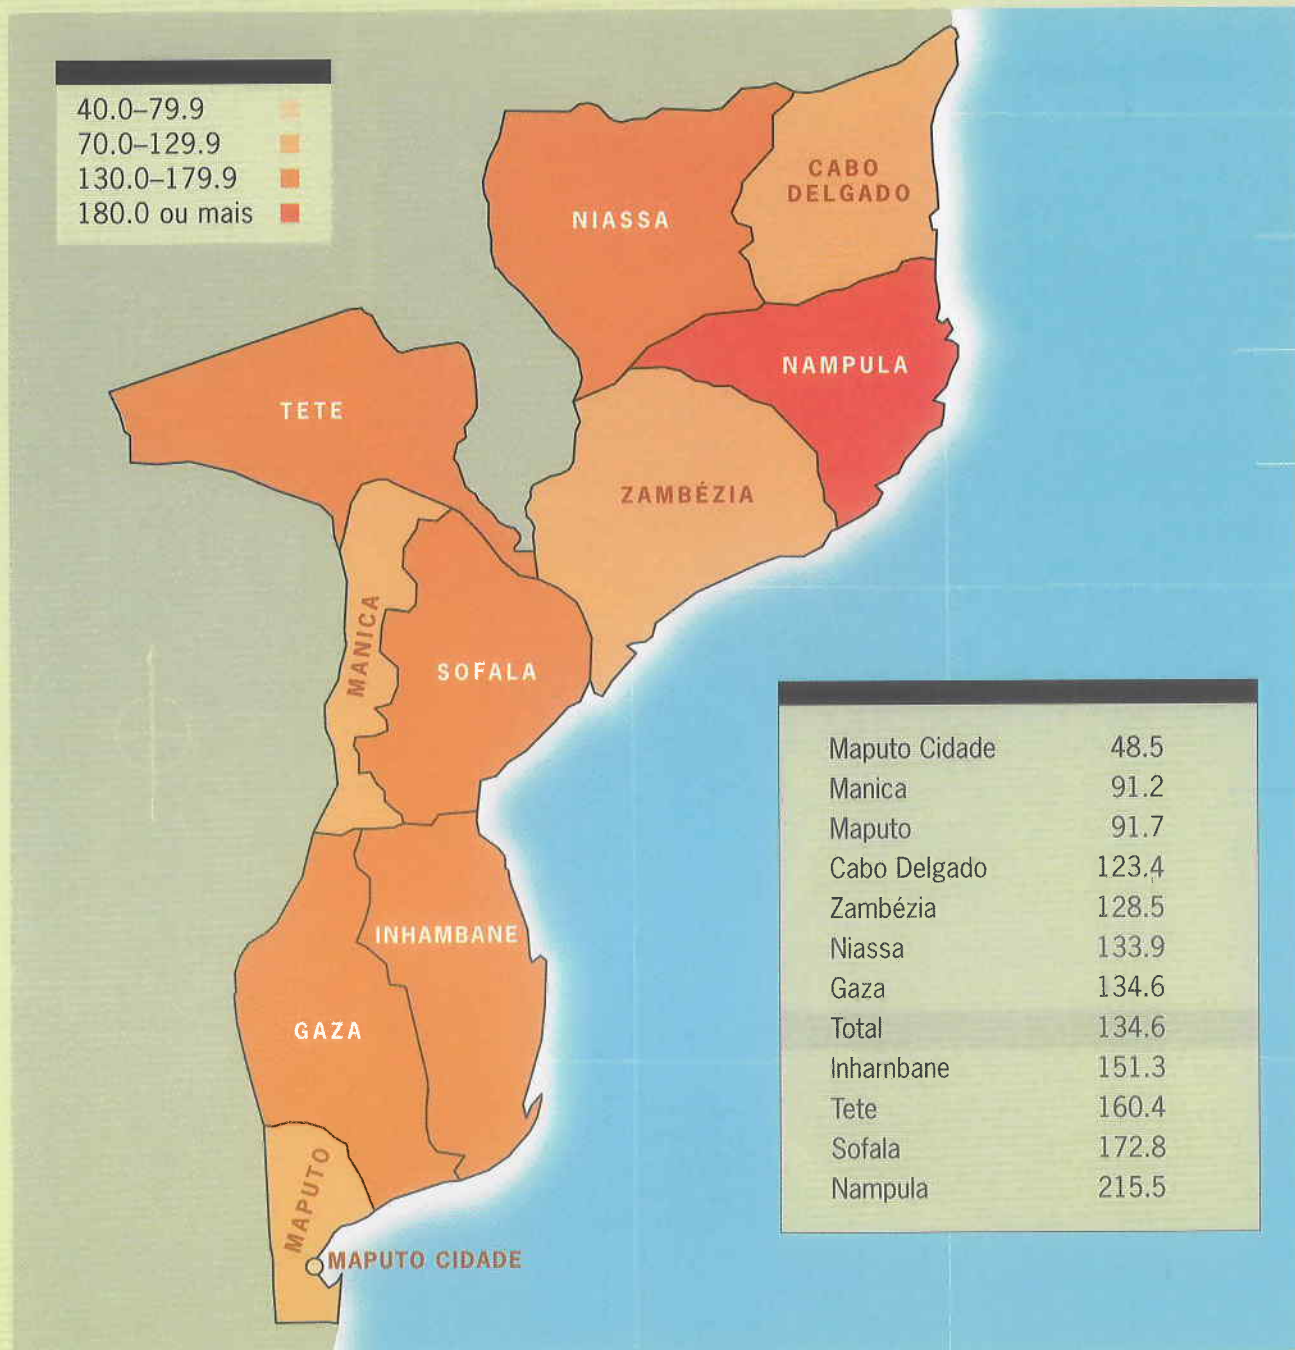 40.0–79.9
70.0–129.9
130.0–179.9
180.0 ou mais
CABO
DELGADO
NIASSA
NAMPULA
TETE
ZAMBÉZIA
MANICA
SOFALA
INHAMBANE
GAZA
MAPUTO
MAPUTO CIDADE
Maputo Cidade 48.5
Manica 91.2
Maputo 91.7
Cabo Delgado 123.4
Zambézia 128.5
Niassa 133.9
Gaza 134.6
Total 134.6
Inhambane 151.3
Tete 160.4
Sofala 172.8
Nampula 215.5